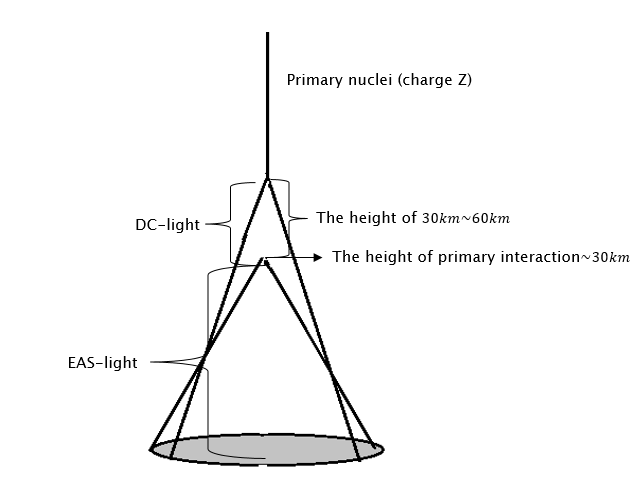 Primary nuclei (charge Z)
DC-light
The height of 30km~60km
The height of primary interaction~30km
EAS-light